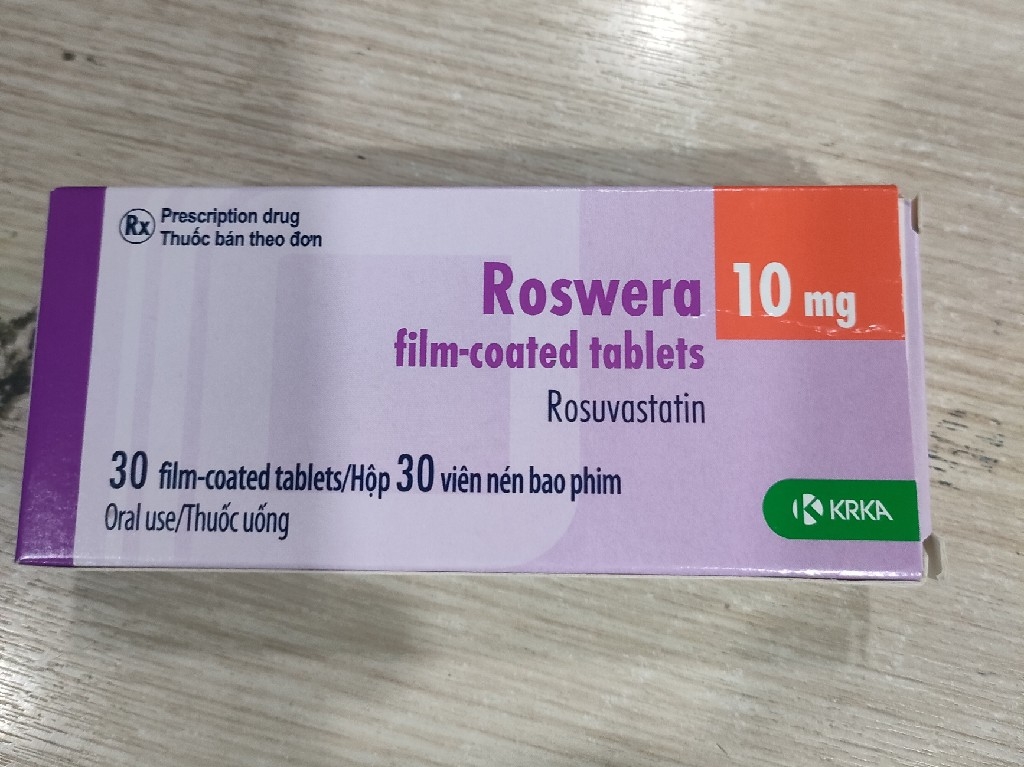 Rx Prescription drug
Thuốc bán theo đơn
Roswera 10 mg
film-coated tablets
Rosuvastatin
30 film-coated tablets/Hộp 30 viên nén bao phim
Oral use/Thuốc uống
KRKA